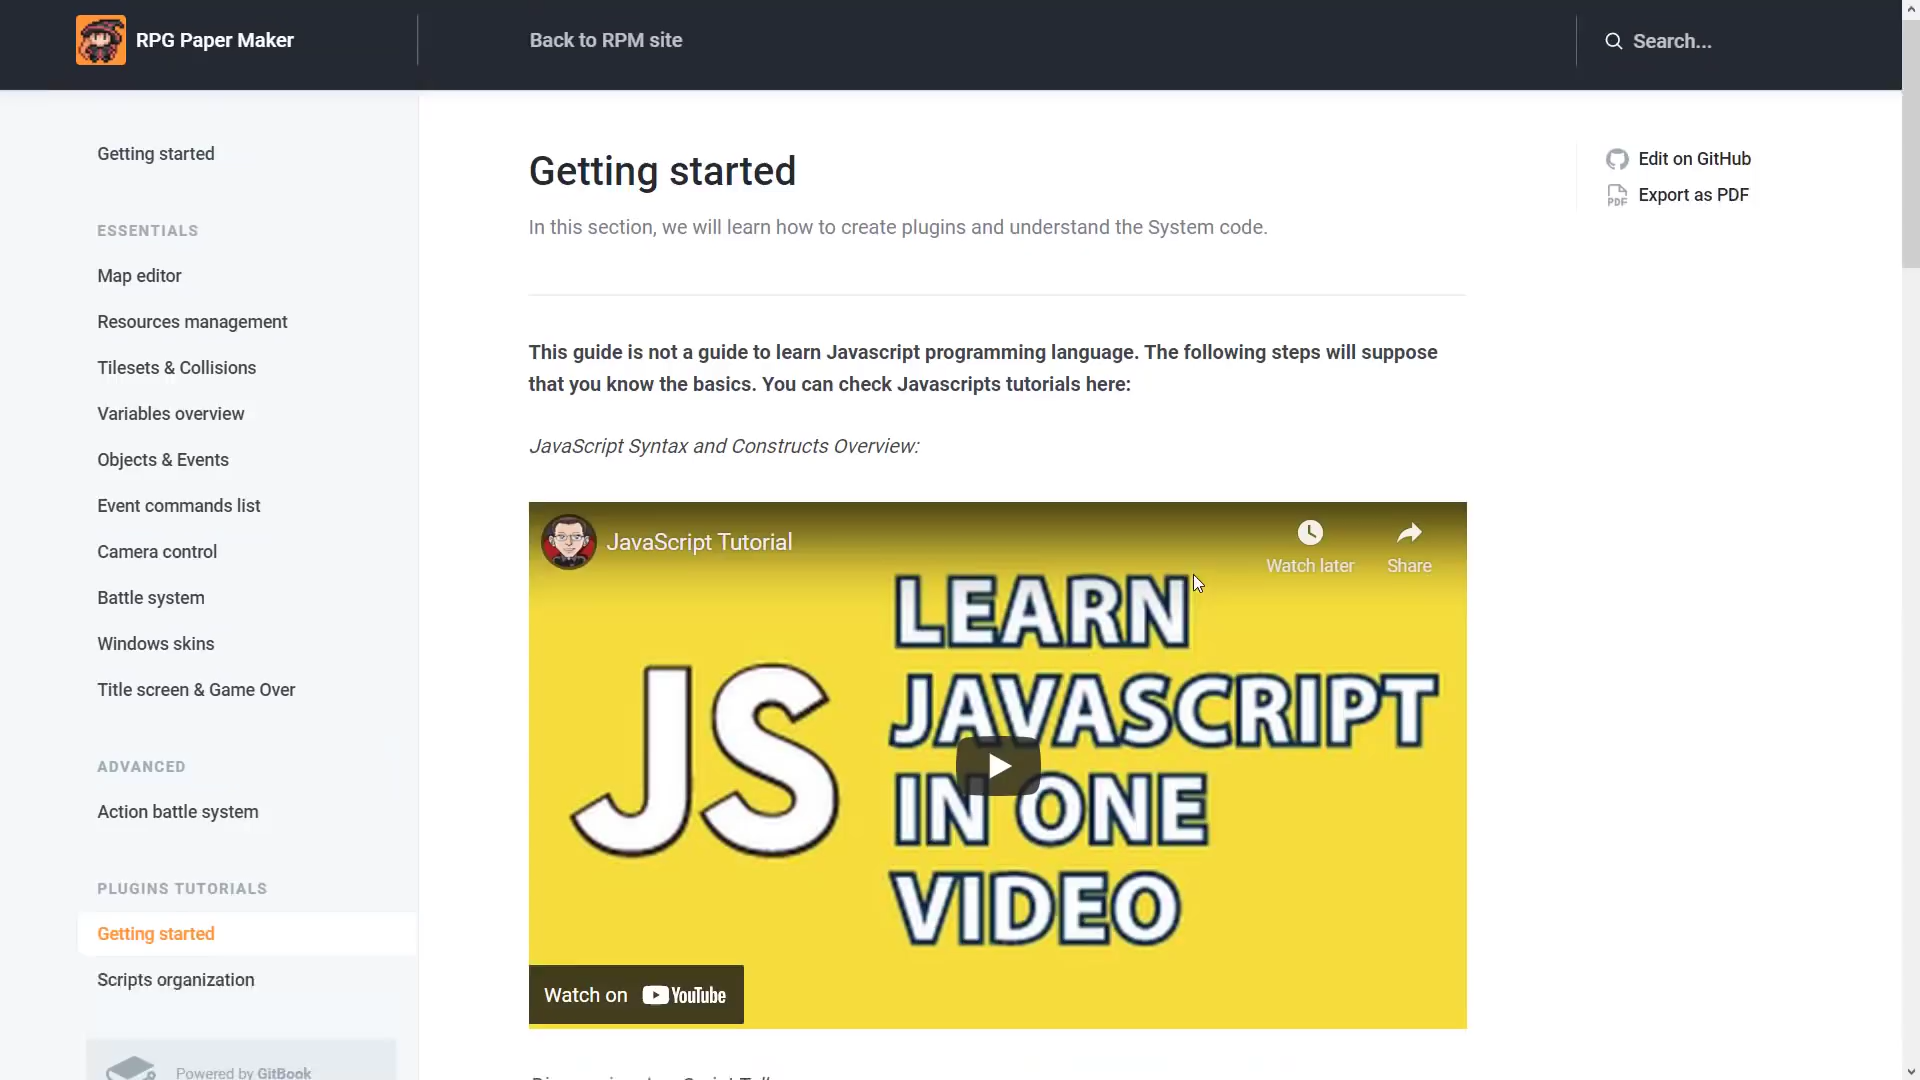 RPG Paper Maker
Back to RPM site
Search...
Getting started
ESSENTIALS
Map editor
Resources management
Tilesets & Collisions
Variables overview
Objects & Events
Event commands list
Camera control
Battle system
Windows skins
Title screen & Game Over
ADVANCED
Action battle system
PLUGINS TUTORIALS
Getting started
Scripts organization
Powered by GitBook
Getting started
In this section, we will learn how to create plugins and understand the System code.
This guide is not a guide to learn Javascript programming language. The following steps will suppose
that you know the basics. You can check Javascripts tutorials here:
JavaScript Syntax and Constructs Overview:
JavaScript Tutorial
Watch later
Share
JS
LEARN
JAVASCRIPT
IN ONE
VIDEO
Watch on YouTube
Edit on GitHub
PDF
Export as PDF